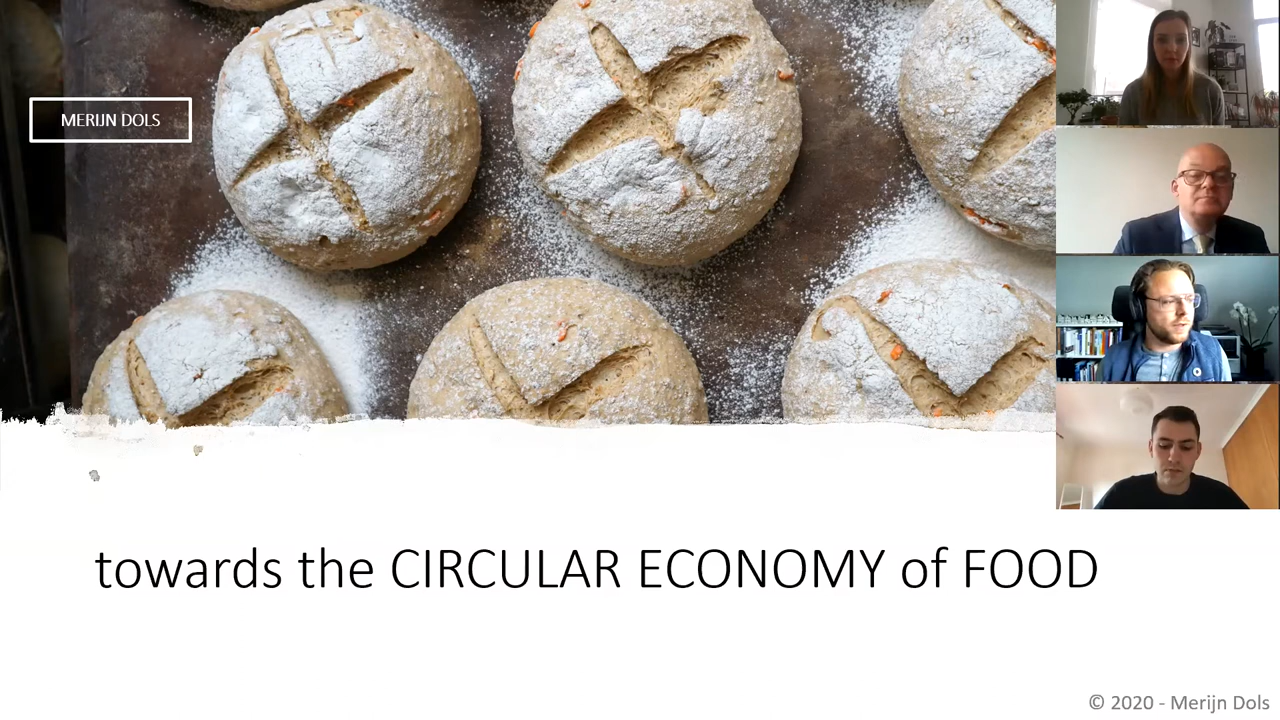 MERIJN DOLS
towards the CIRCULAR ECONOMY of FOOD
© 2020 - Merijn Dols